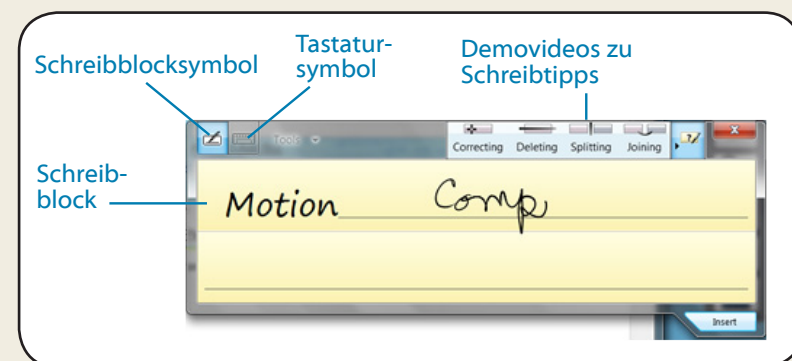 Schreibblocksymbol
Tastatur-
symbol
Demovideos zu
Schreibtipps
Tools
Correcting Deleting Splitting Joining
Schreib-
block
Motion Comp
Insert